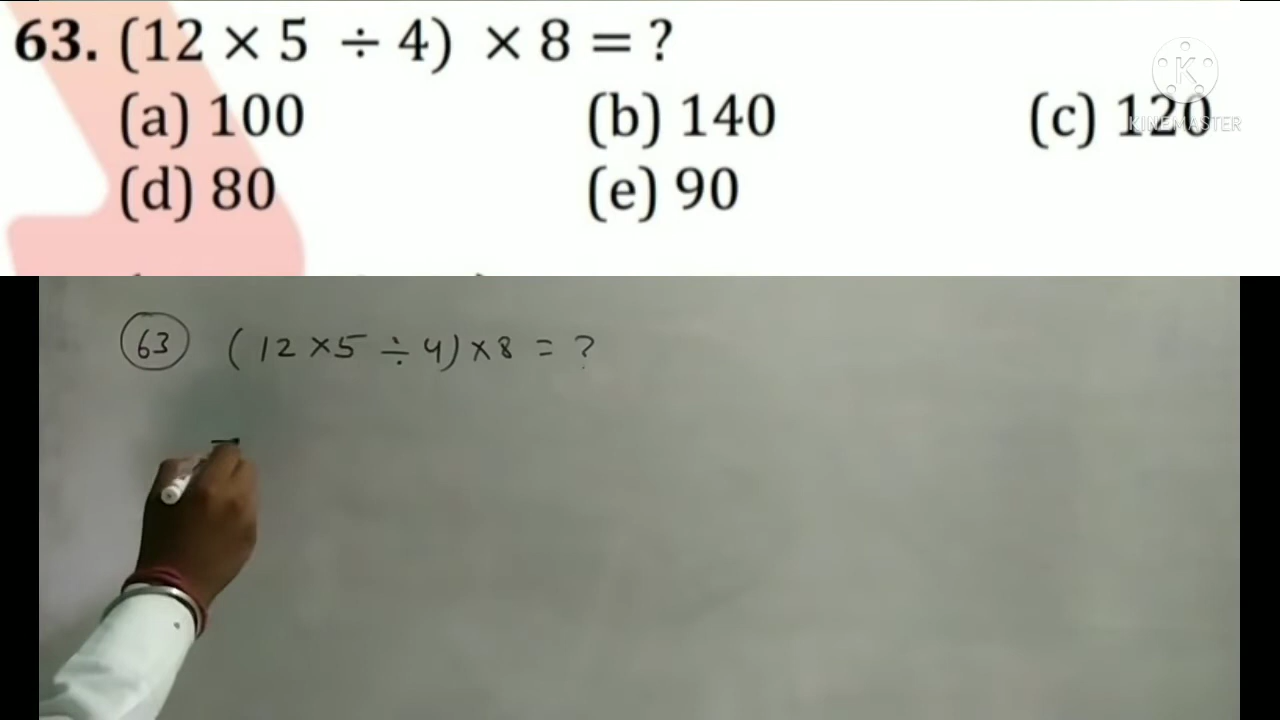 63. (12 × 5 ÷ 4) × 8 = ?
(a) 100 (b) 140 (c) 120
(d) 80 (e) 90
K
KINEMASTER
63 (12 × 5 ÷ 4) × 8 = ?